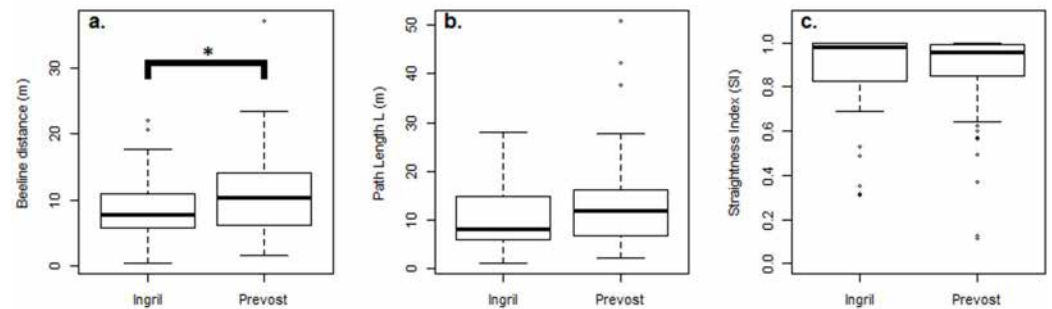 a.
*
Beeline distance (m)
0
10
20
30
Ingril
Prevost
b.
Path Length L (m)
0
10
20
30
40
50
Ingril
Prevost
c.
Straightness Index (SI)
0.0
0.2
0.4
0.6
0.8
1.0
Ingril
Prevost